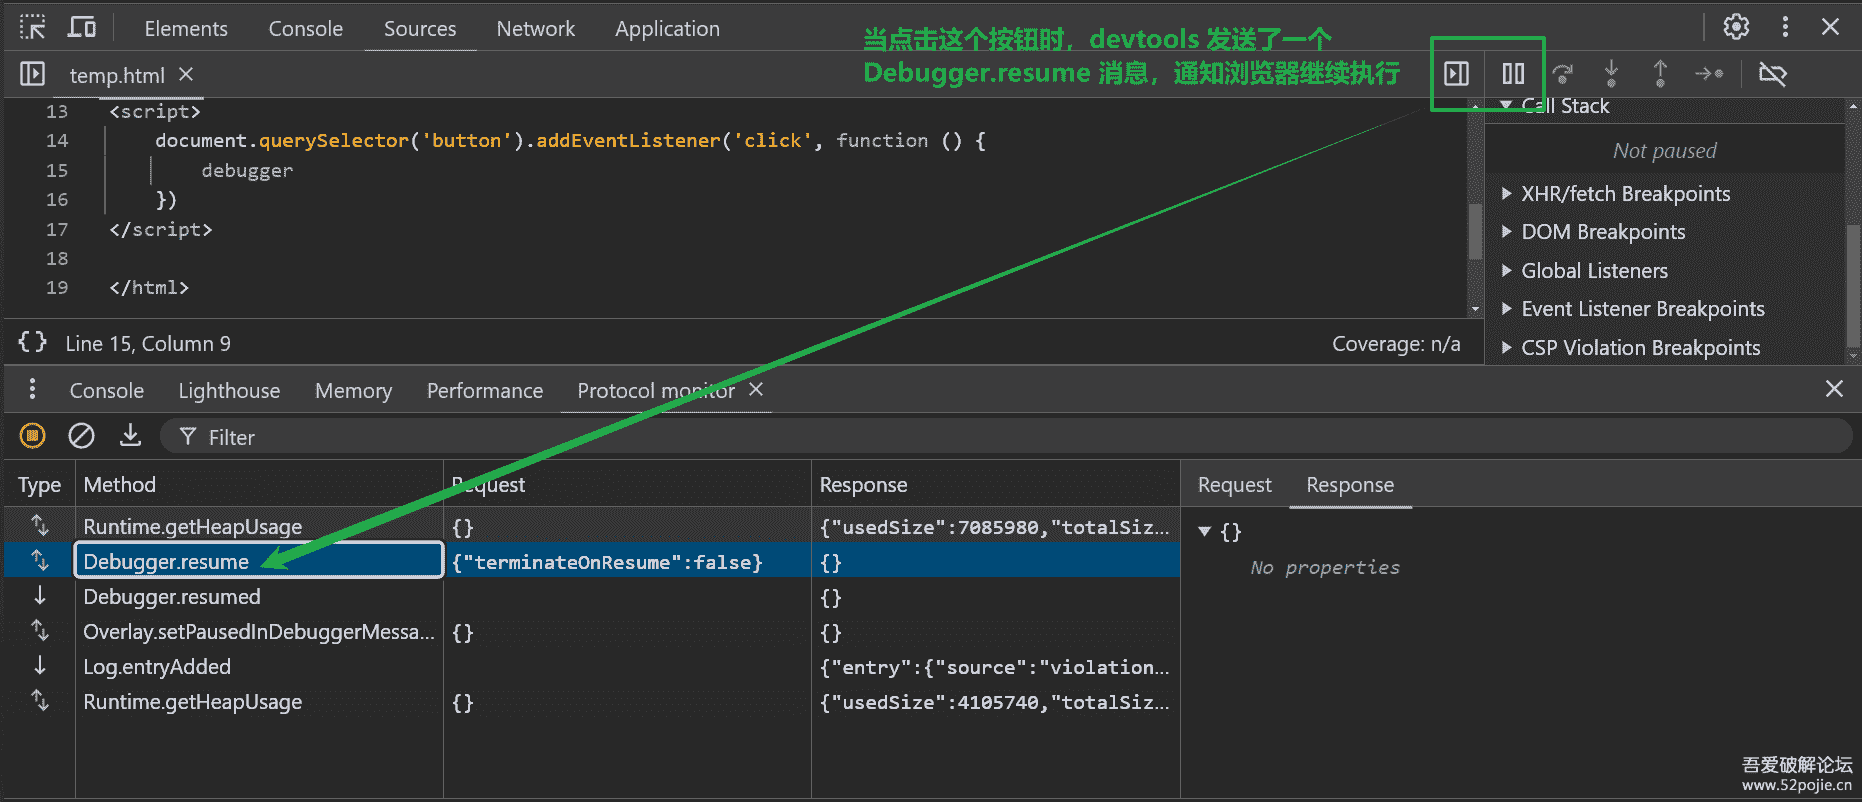 Elements Console Sources Network Application
当点击这个按钮时，devtools 发送了一个
Debugger.resume 消息，通知浏览器继续执行
temp.html
13 <script>
14 document.querySelector('button').addEventListener('click', function () {
15 debugger
16 })
17 </script>
18
19 </html>
Call Stack
Not paused
XHR/fetch Breakpoints
DOM Breakpoints
Global Listeners
Event Listener Breakpoints
CSP Violation Breakpoints
{} Line 15, Column 9 Coverage: n/a
Console Lighthouse Memory Performance Protocol monitor
Filter
Type Method Request Response
Runtime.getHeapUsage {} {"usedSize":7085980,"totalSiz...
Debugger.resume {"terminateOnResume":false} {}
Debugger.resumed {}
Overlay.setPausedInDebuggerMessa... {} {}
Log.entryAdded {"entry":{"source":"violation...
Runtime.getHeapUsage {} {"usedSize":4105740,"totalSiz...
Request Response
{}
No properties
吾爱破解论坛
www.52pojie.cn